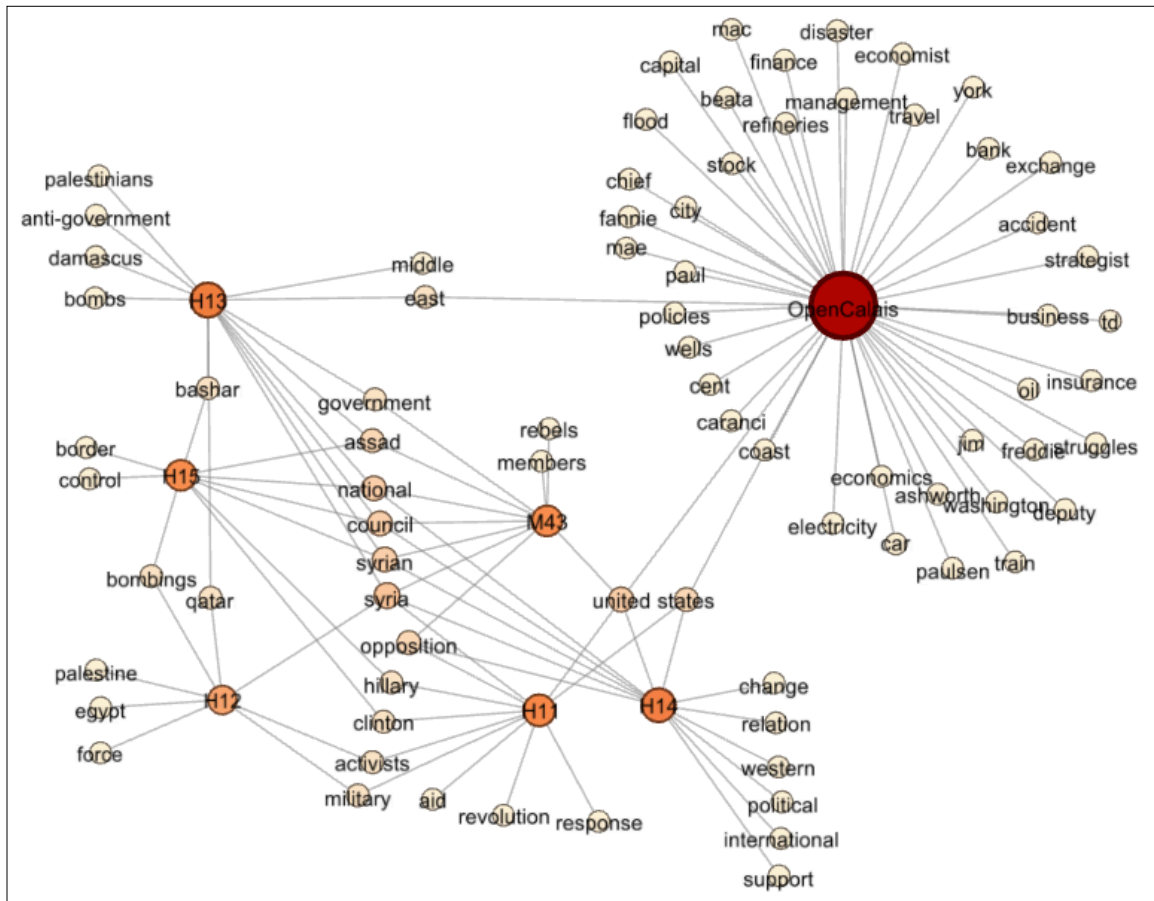 mac
disaster
economist
capital
finance
beata
management
york
flood
refineries
travel
stock
bank
exchange
palestinians
chief
anti-government
fannie
city
accident
damascus
mae
strategist
middle
paul
bombs
H13
east
OpenCalais
policies
business
td
wells
bashar
cent
oil
insurance
government
caranci
border
assad
rebels
coast
jim
freddie
struggles
control
H15
members
national
economics
ashworth
washington
deputy
council
M43
electricity
car
syrian
paulsen
train
bombings
qatar
syria
united
states
opposition
palestine
hillary
change
egypt
H12
clinton
H11
H14
relation
force
activists
western
military
aid
revolution
response
political
international
support